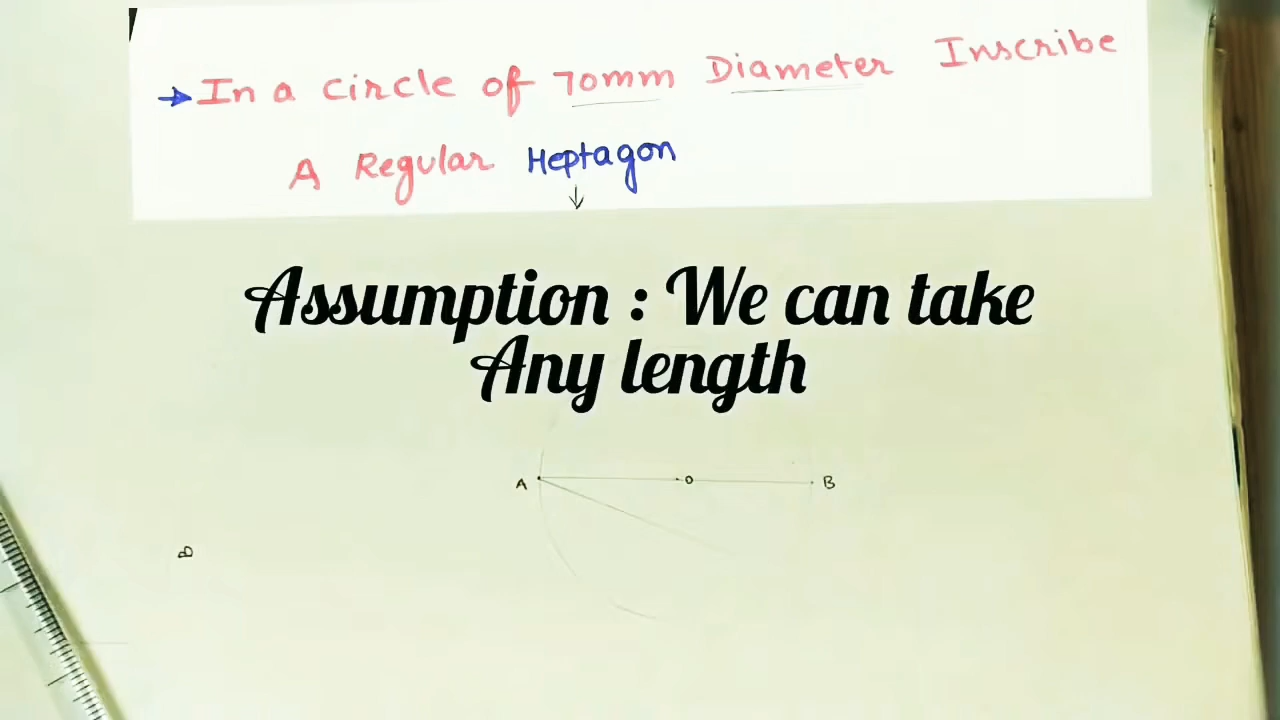 → In a circle of 70mm Diameter Inscribe
A Regular Heptagon
↓
Assumption : We can take
Any length
A o B
B